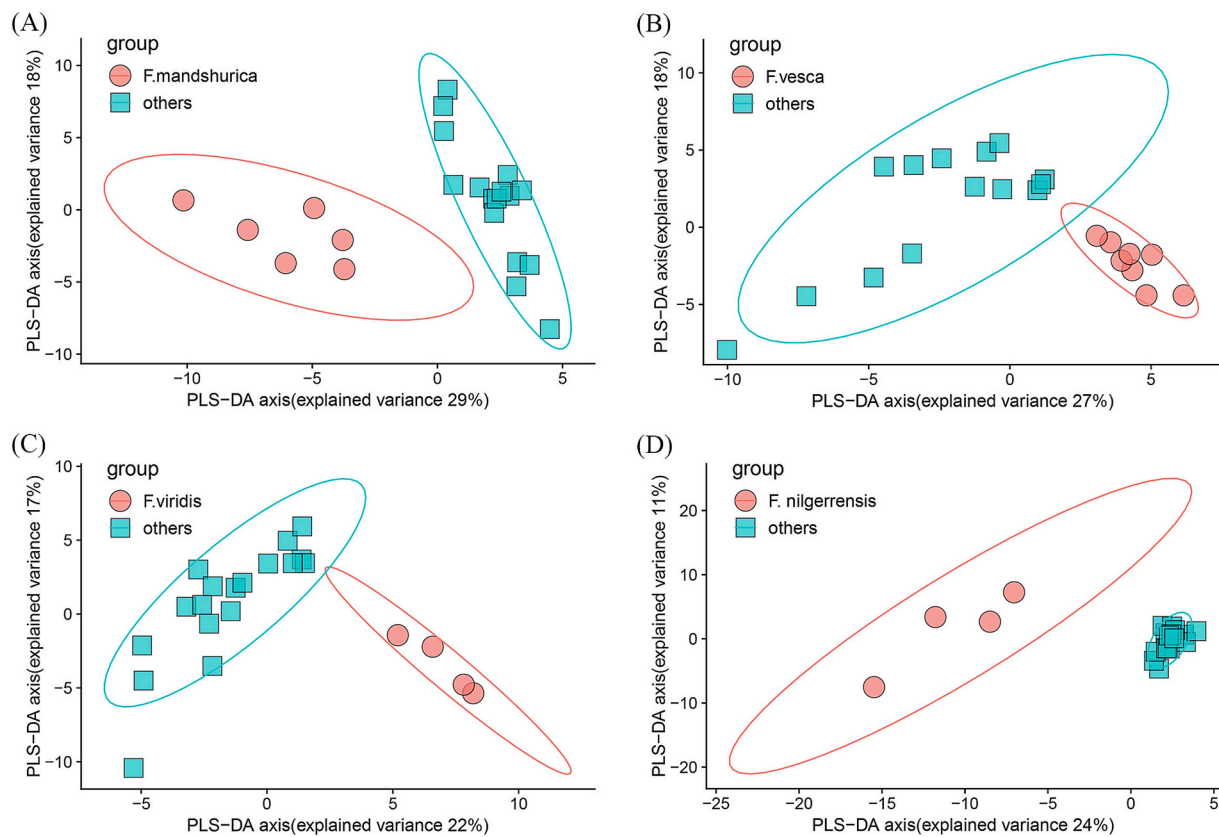 (A)
group
F.mandshurica
others
PLS−DA axis(explained variance 18%)
10
5
0
−5
−10
−10
−5
0
5
PLS−DA axis(explained variance 29%)
(B)
group
F.vesca
others
PLS−DA axis(explained variance 18%)
10
5
0
−5
−10
−5
0
5
PLS−DA axis(explained variance 27%)
(C)
group
F.viridis
others
PLS−DA axis(explained variance 17%)
10
5
0
−5
−10
−5
0
5
10
PLS−DA axis(explained variance 22%)
(D)
group
F. nilgerrensis
others
PLS−DA axis(explained variance 11%)
20
10
0
−10
−20
−25
−20
−15
−10
−5
0
5
PLS−DA axis(explained variance 24%)